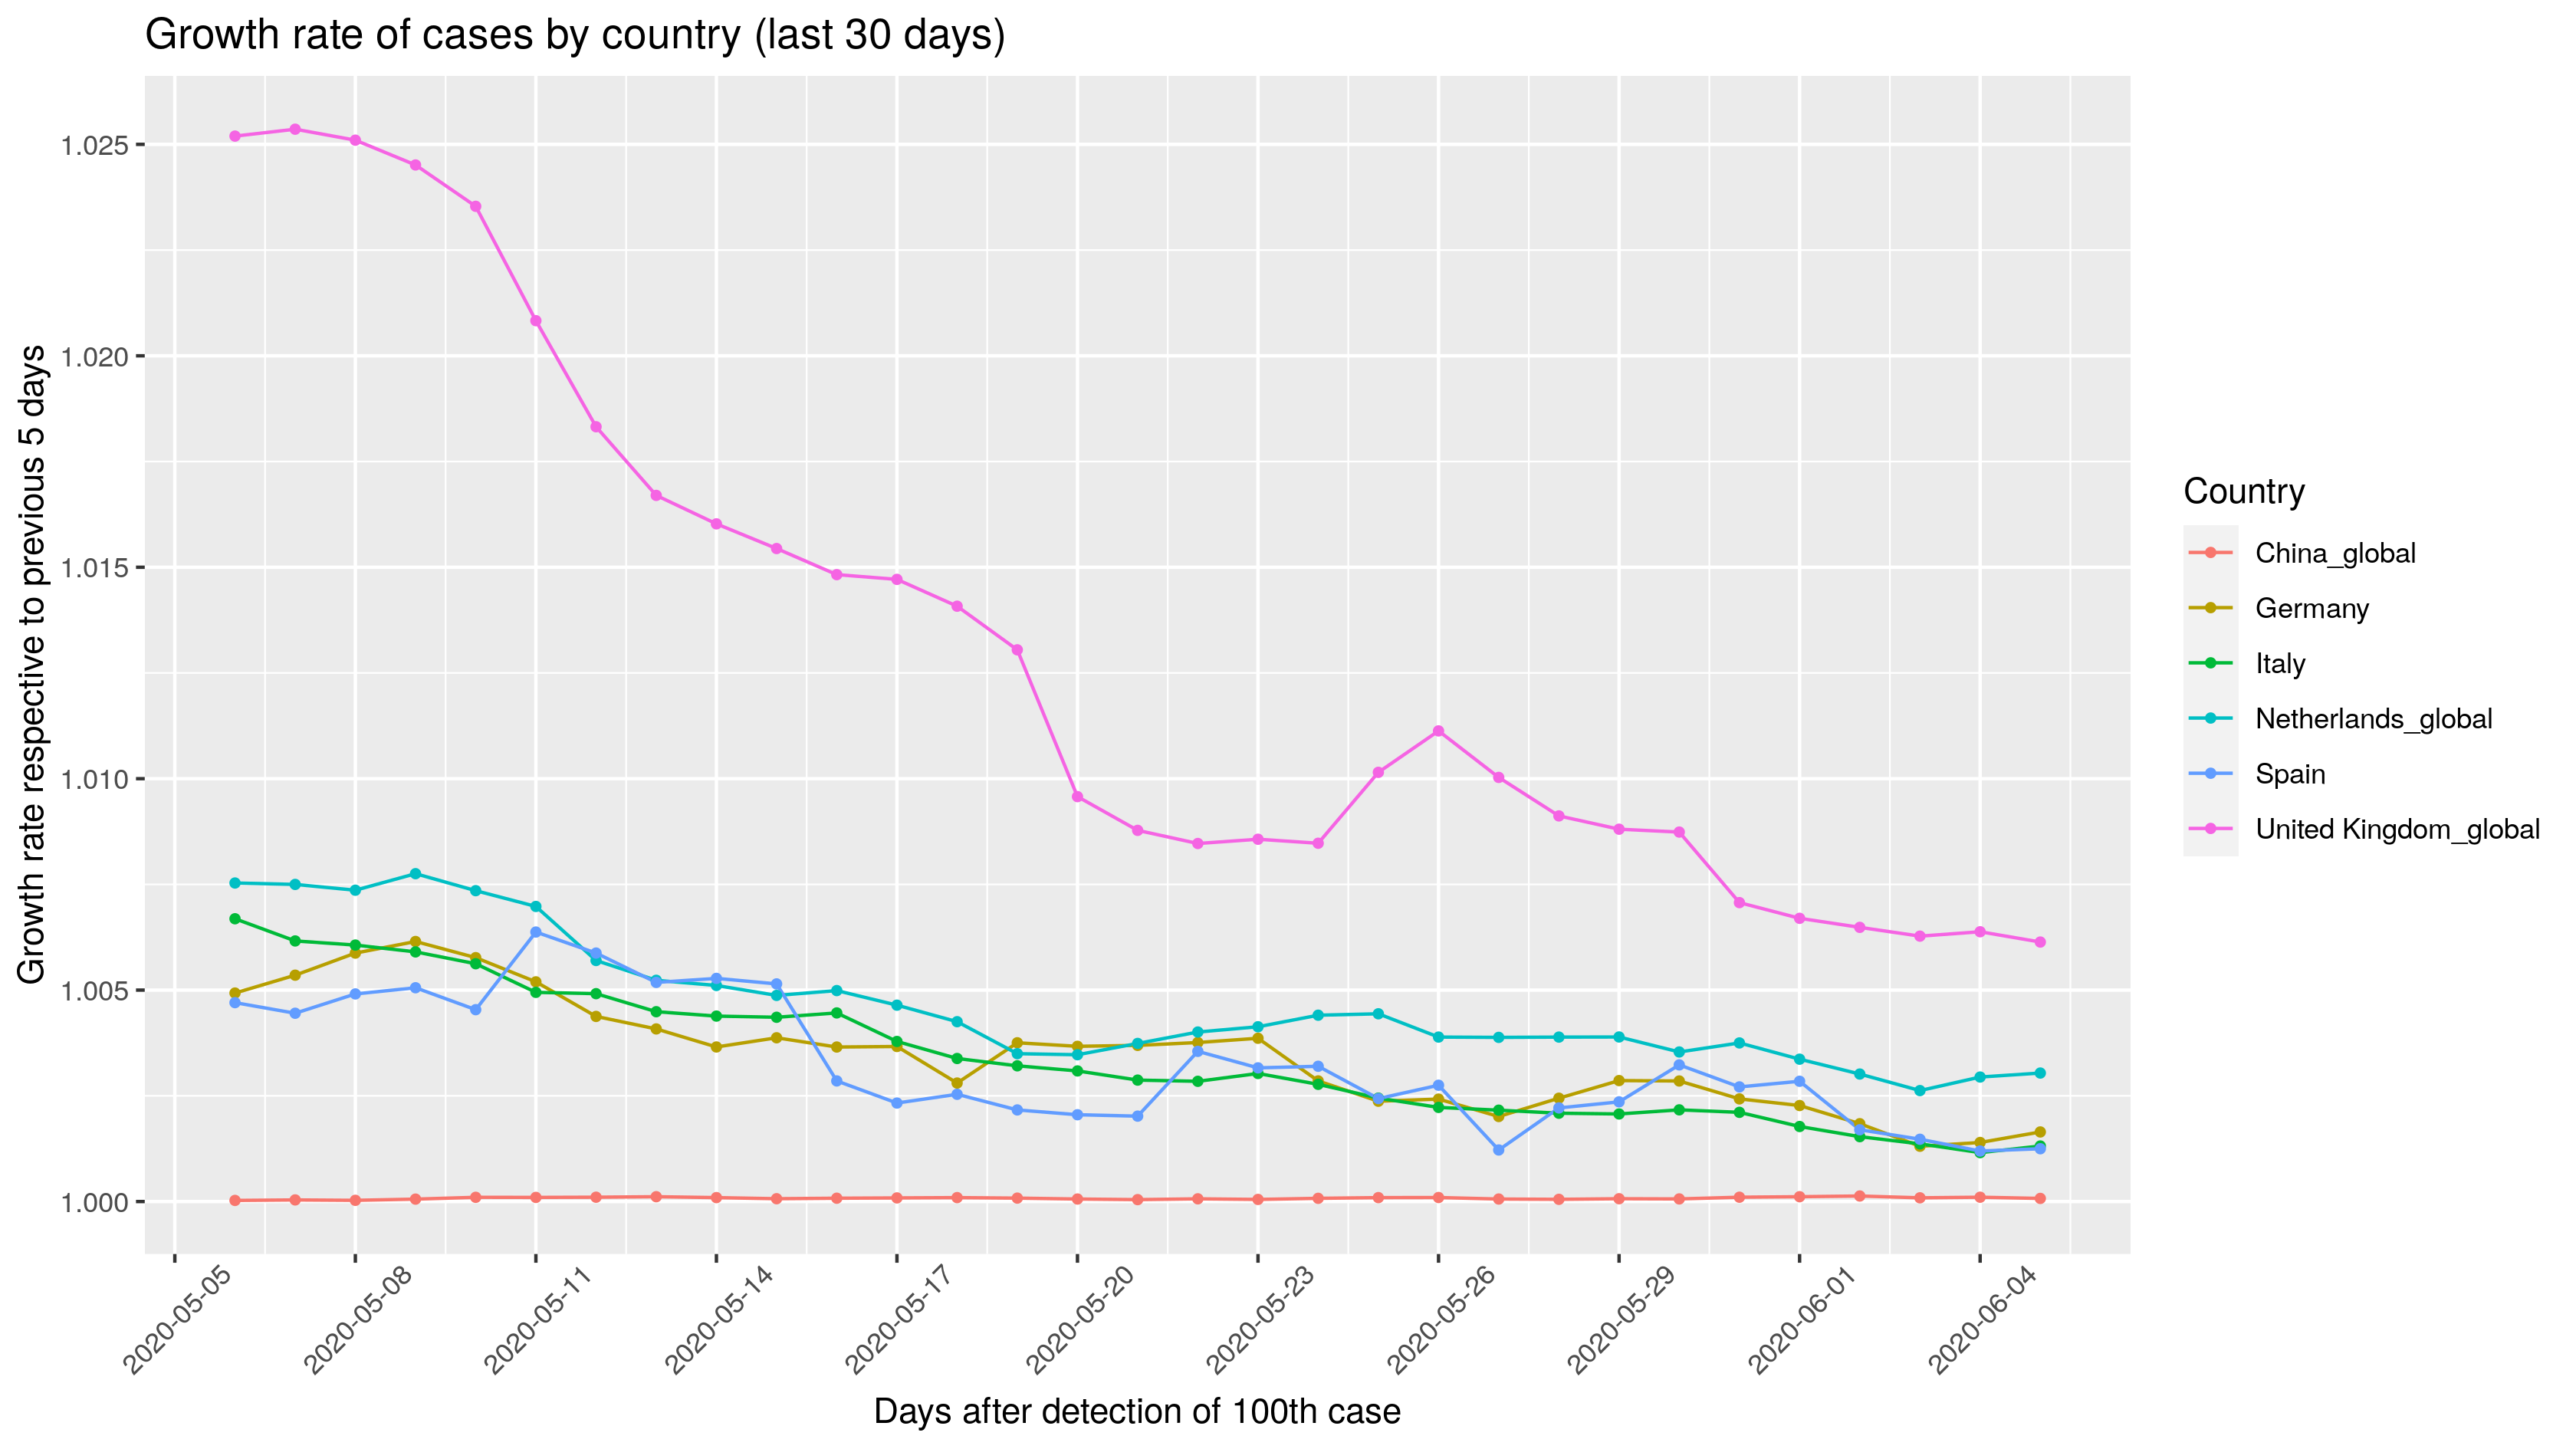 Growth rate of cases by country (last 30 days)
Growth rate respective to previous 5 days
1.025
1.020
1.015
1.010
1.005
1.000
2020-05-05
2020-05-08
2020-05-11
2020-05-14
2020-05-17
2020-05-20
2020-05-23
2020-05-26
2020-05-29
2020-06-01
2020-06-04
Days after detection of 100th case
Country
China_global
Germany
Italy
Netherlands_global
Spain
United Kingdom_global